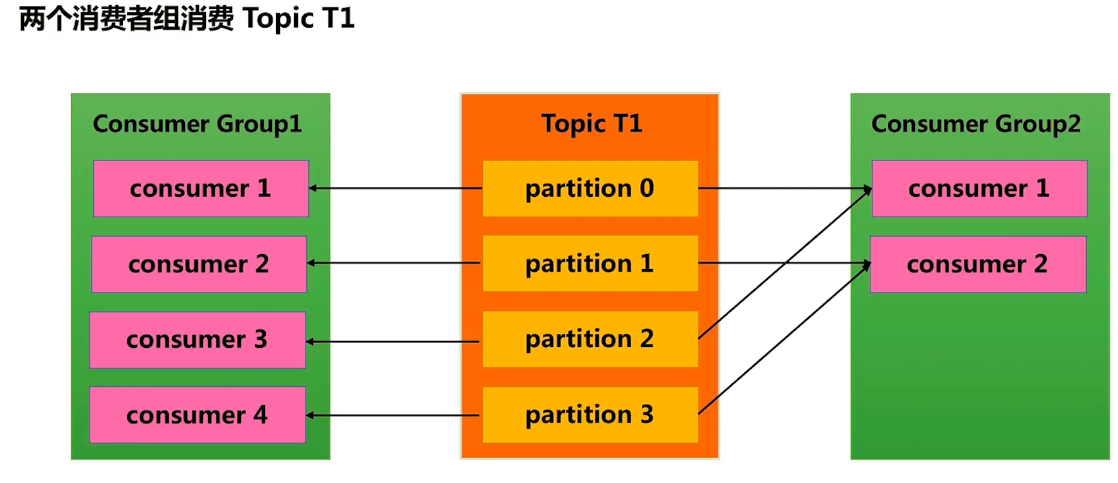 两个消费者组消费 Topic T1
Consumer Group1
consumer 1
consumer 2
consumer 3
consumer 4
Topic T1
partition 0
partition 1
partition 2
partition 3
Consumer Group2
consumer 1
consumer 2